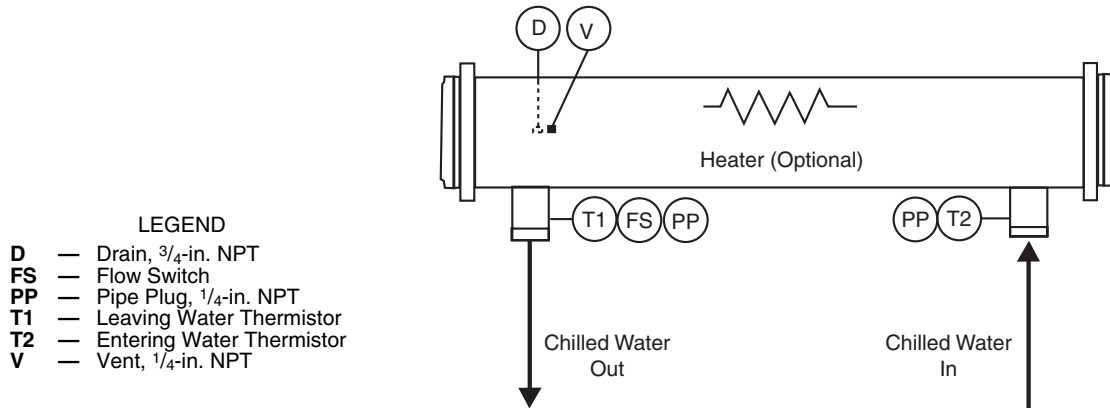 D V
Heater (Optional)
T1 FS PP PP T2
LEGEND
D — Drain, 3/4-in. NPT
FS — Flow Switch
PP — Pipe Plug, 1/4-in. NPT
T1 — Leaving Water Thermistor
T2 — Entering Water Thermistor
V — Vent, 1/4-in. NPT
Chilled Water
Out
Chilled Water
In